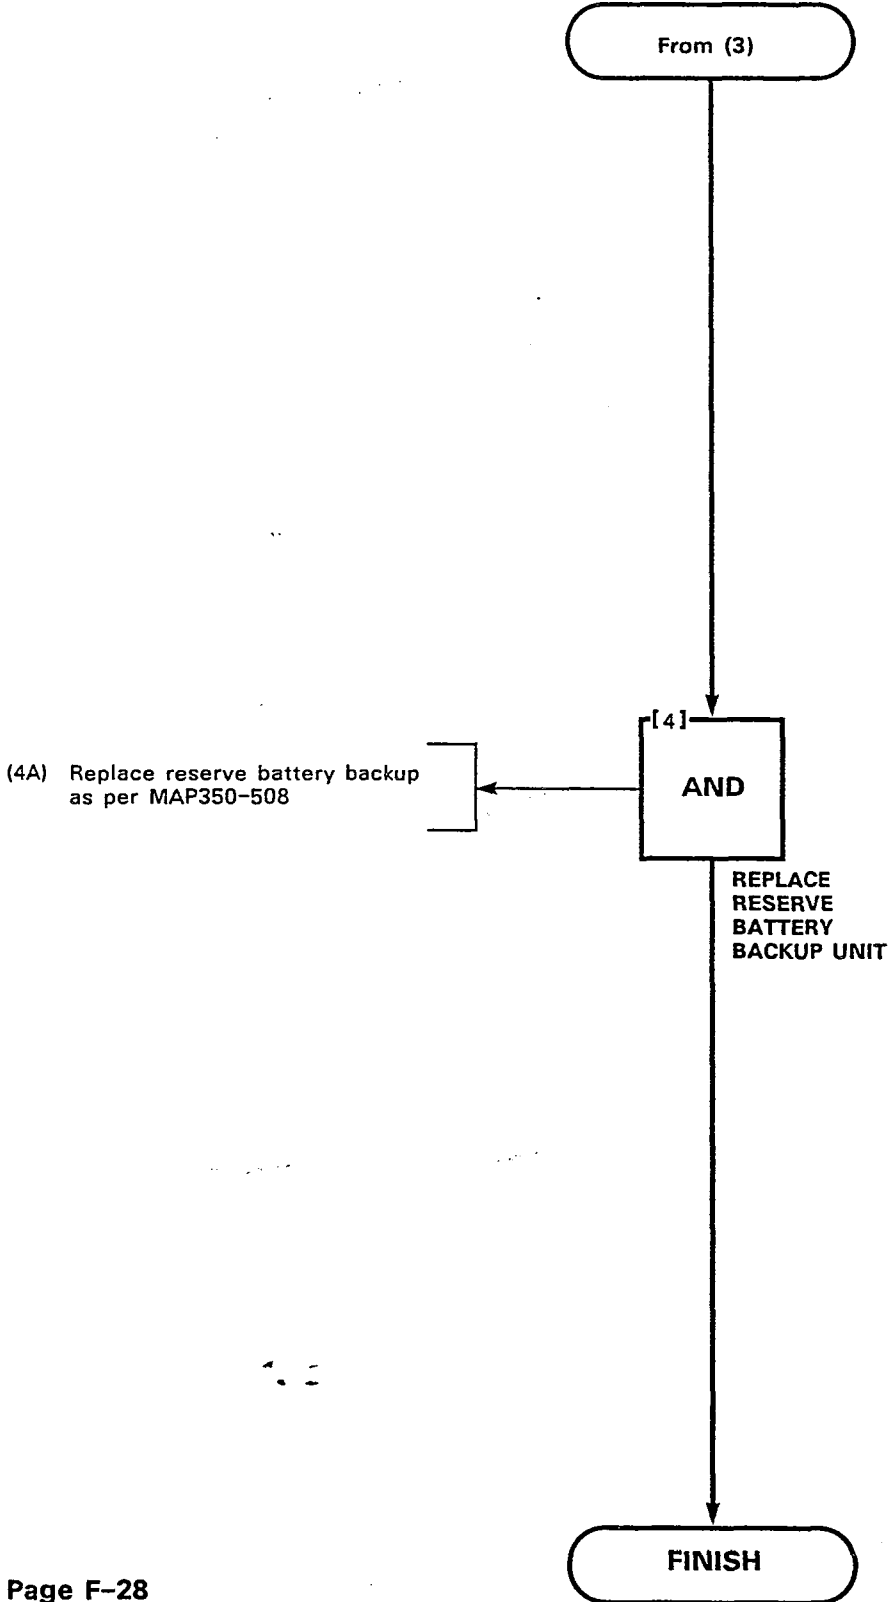 From (3)
[4]
AND
(4A) Replace reserve battery backup
as per MAP350-508
REPLACE
RESERVE
BATTERY
BACKUP UNIT
FINISH
Page F-28